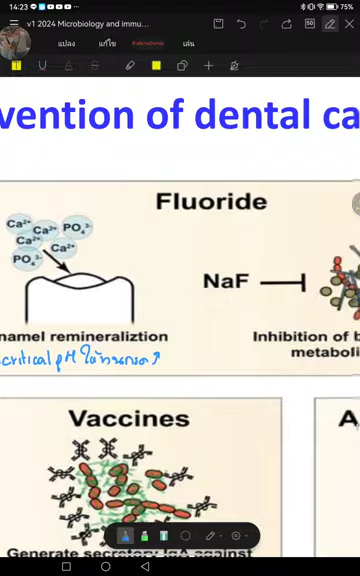 14:23
75%
v1 2024 Microbiology and immu...
แปลง
แก้ไข
เล่น
vention of dental ca
Fluoride
Ca²⁺
Ca²⁺
PO₄³⁻
Ca²⁺
Ca²⁺
PO₄³⁻
NaF
namel remineraliztion
Inhibition of b
metaboli
critical pH
Vaccines
A
Generate secretory IgA against